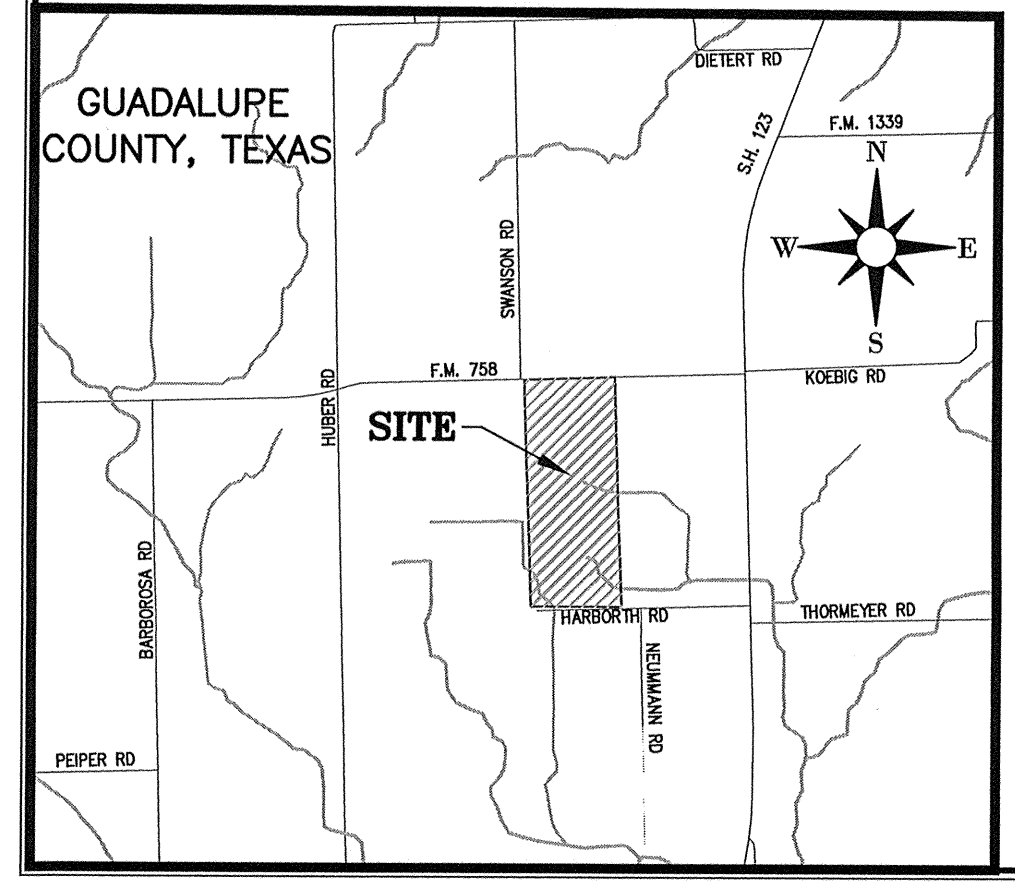 DIETERT RD
GUADALUPE
COUNTY, TEXAS
S.H. 123
F.M. 1339
N
W
E
S
SWANSON RD
F.M. 758
KOEBIG RD
HUBER RD
SITE
BARBOROSA RD
HARBORTH RD
THORMEYER RD
NEUMMANN RD
PEIPER RD